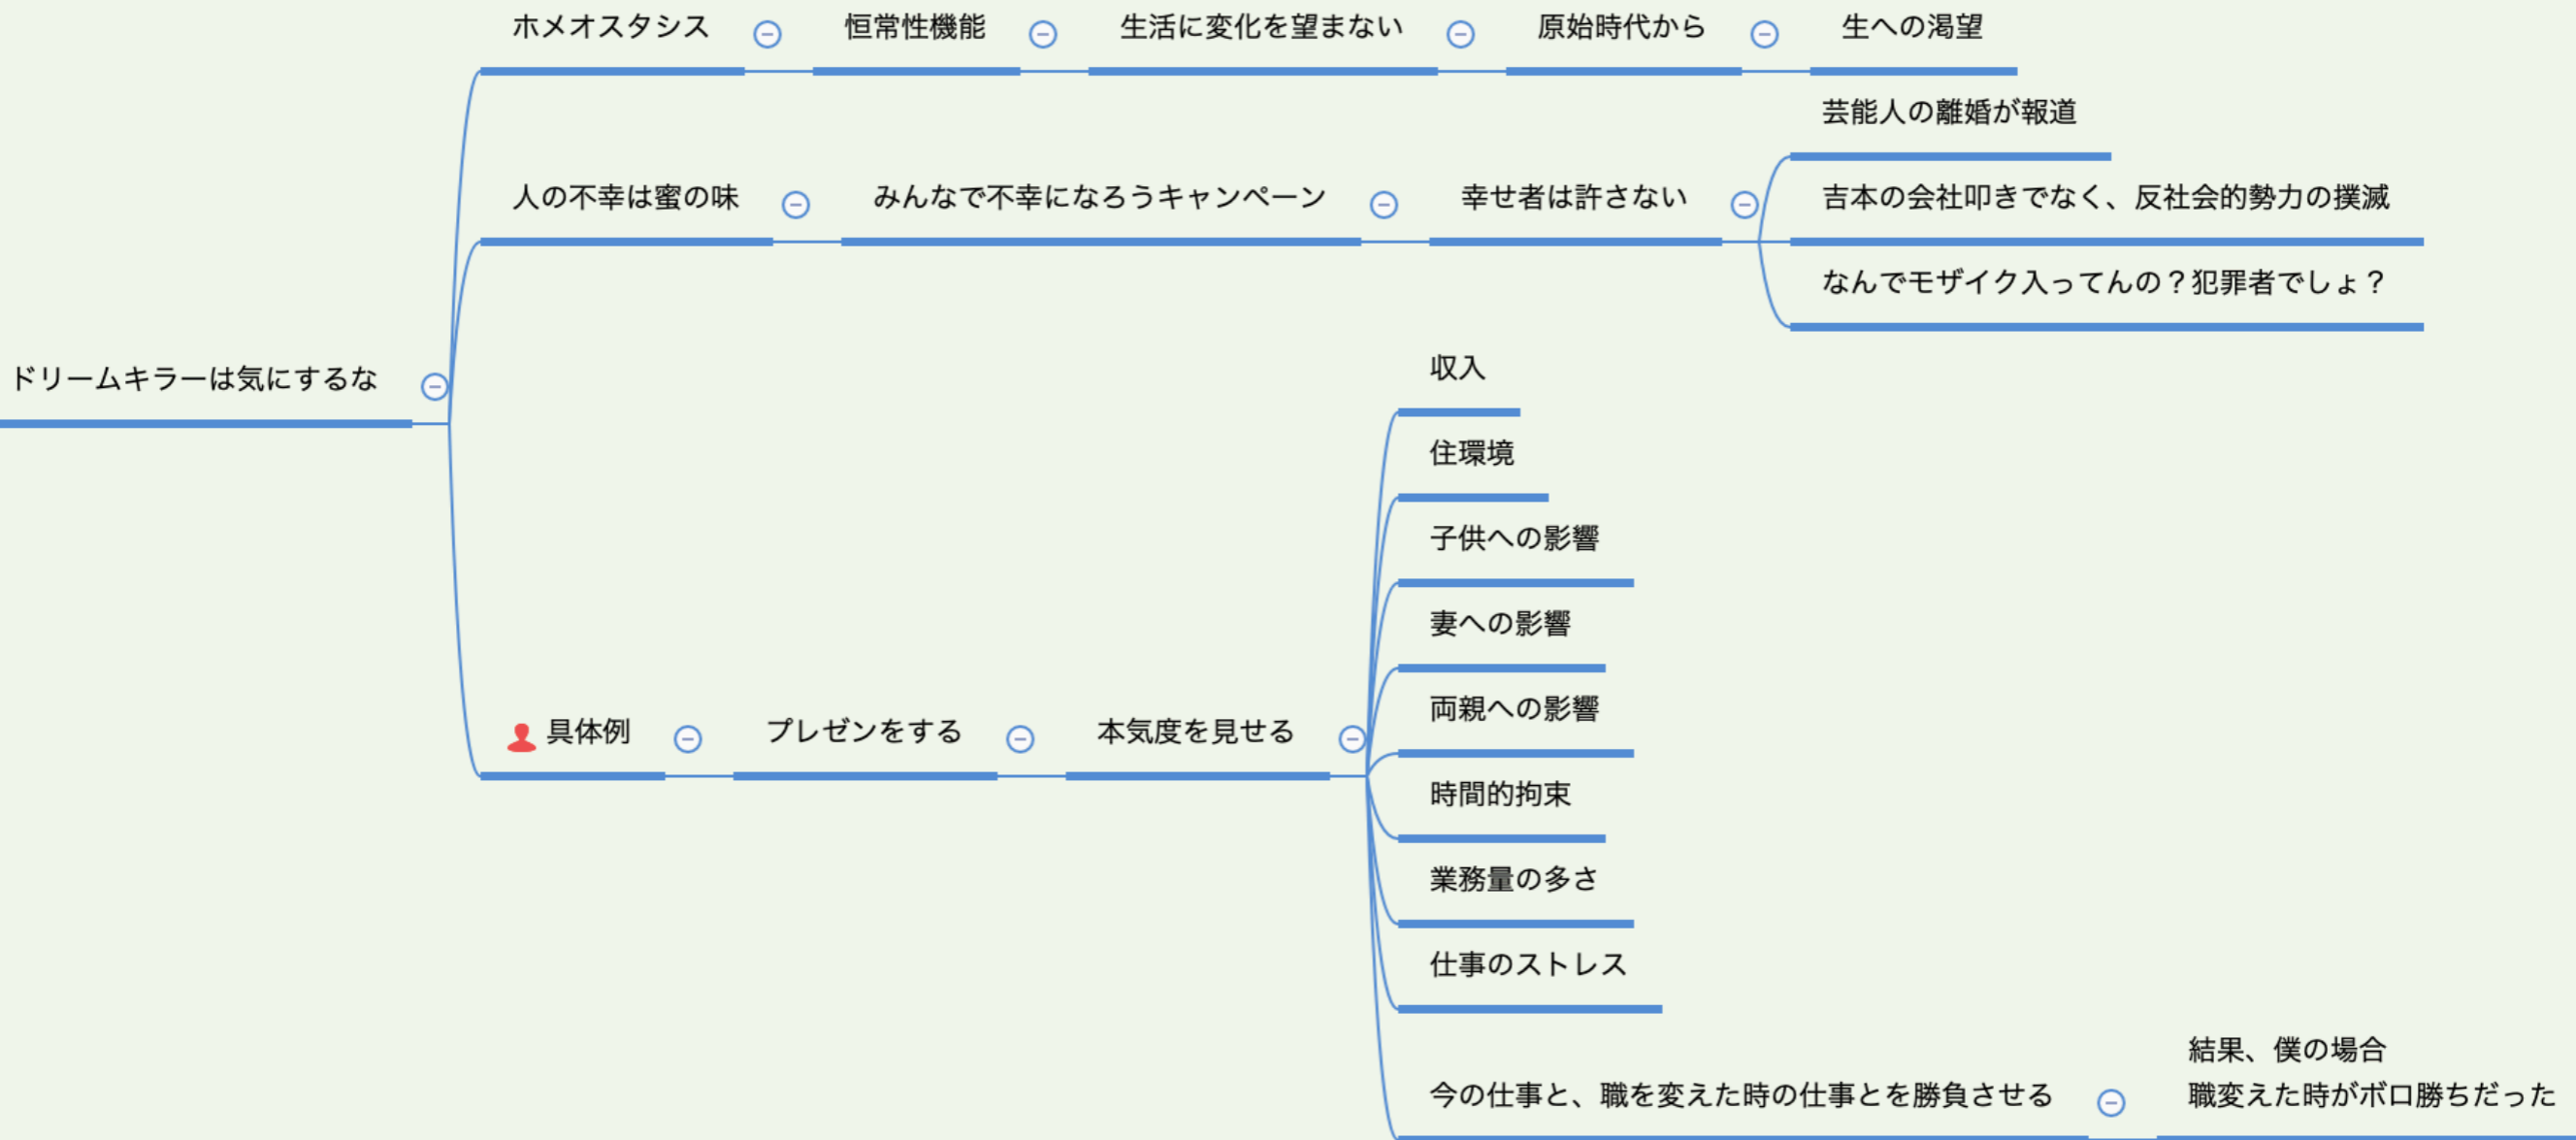 ホメオスタシス 恒常性機能 生活に変化を望まない 原始時代から 生への渇望
芸能人の離婚が報道
人の不幸は蜜の味 みんなで不幸になろうキャンペーン 幸せ者は許さない 吉本の会社叩きでなく、反社会的勢力の撲滅
なんでモザイク入ってんの？犯罪者でしょ？
ドリームキラーは気にするな
収入
住環境
子供への影響
妻への影響
両親への影響
具体例 プレゼンをする 本気度を見せる
時間的拘束
業務量の多さ
仕事のストレス
今の仕事と、職を変えた時の仕事とを勝負させる
結果、僕の場合
職変えた時がボロ勝ちだった